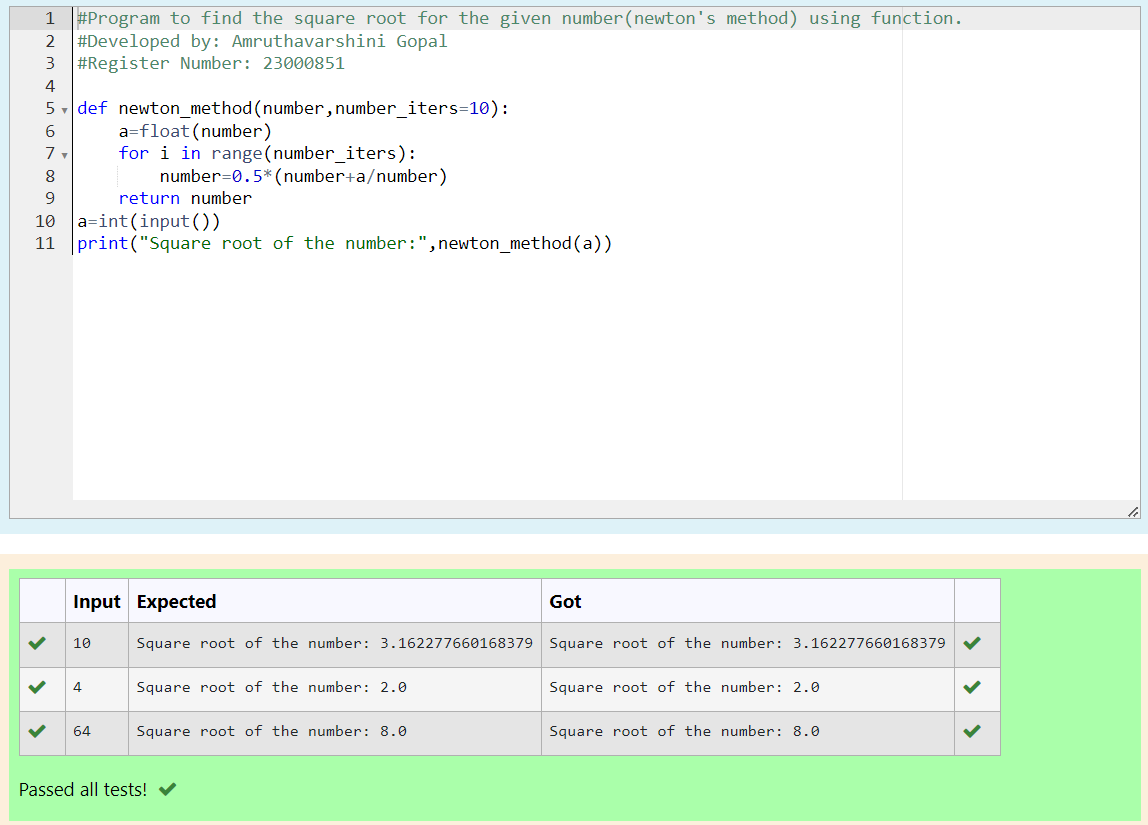 1 #Program to find the square root for the given number(newton's method) using function.
2 #Developed by: Amruthavarshini Gopal
3 #Register Number: 23000851
4
5 def newton_method(number,number_iters=10):
6     a=float(number)
7     for i in range(number_iters):
8         number=0.5*(number+a/number)
9     return number
10 a=int(input())
11 print("Square root of the number:",newton_method(a))
Input Expected Got
10 Square root of the number: 3.162277660168379 Square root of the number: 3.162277660168379
4 Square root of the number: 2.0 Square root of the number: 2.0
64 Square root of the number: 8.0 Square root of the number: 8.0
Passed all tests!